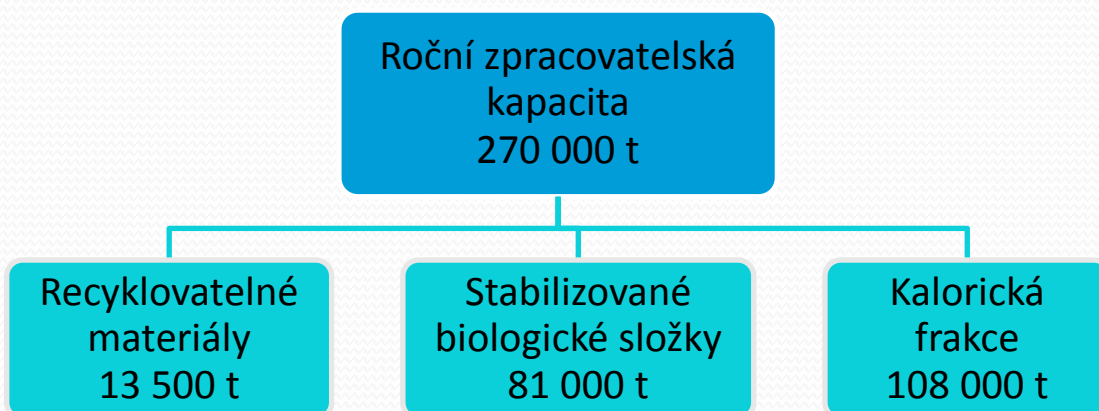 Roční zpracovatelská
kapacita
270 000 t
Recyklovatelné
materiály
13 500 t
Stabilizované
biologické složky
81 000 t
Kalorická
frakce
108 000 t